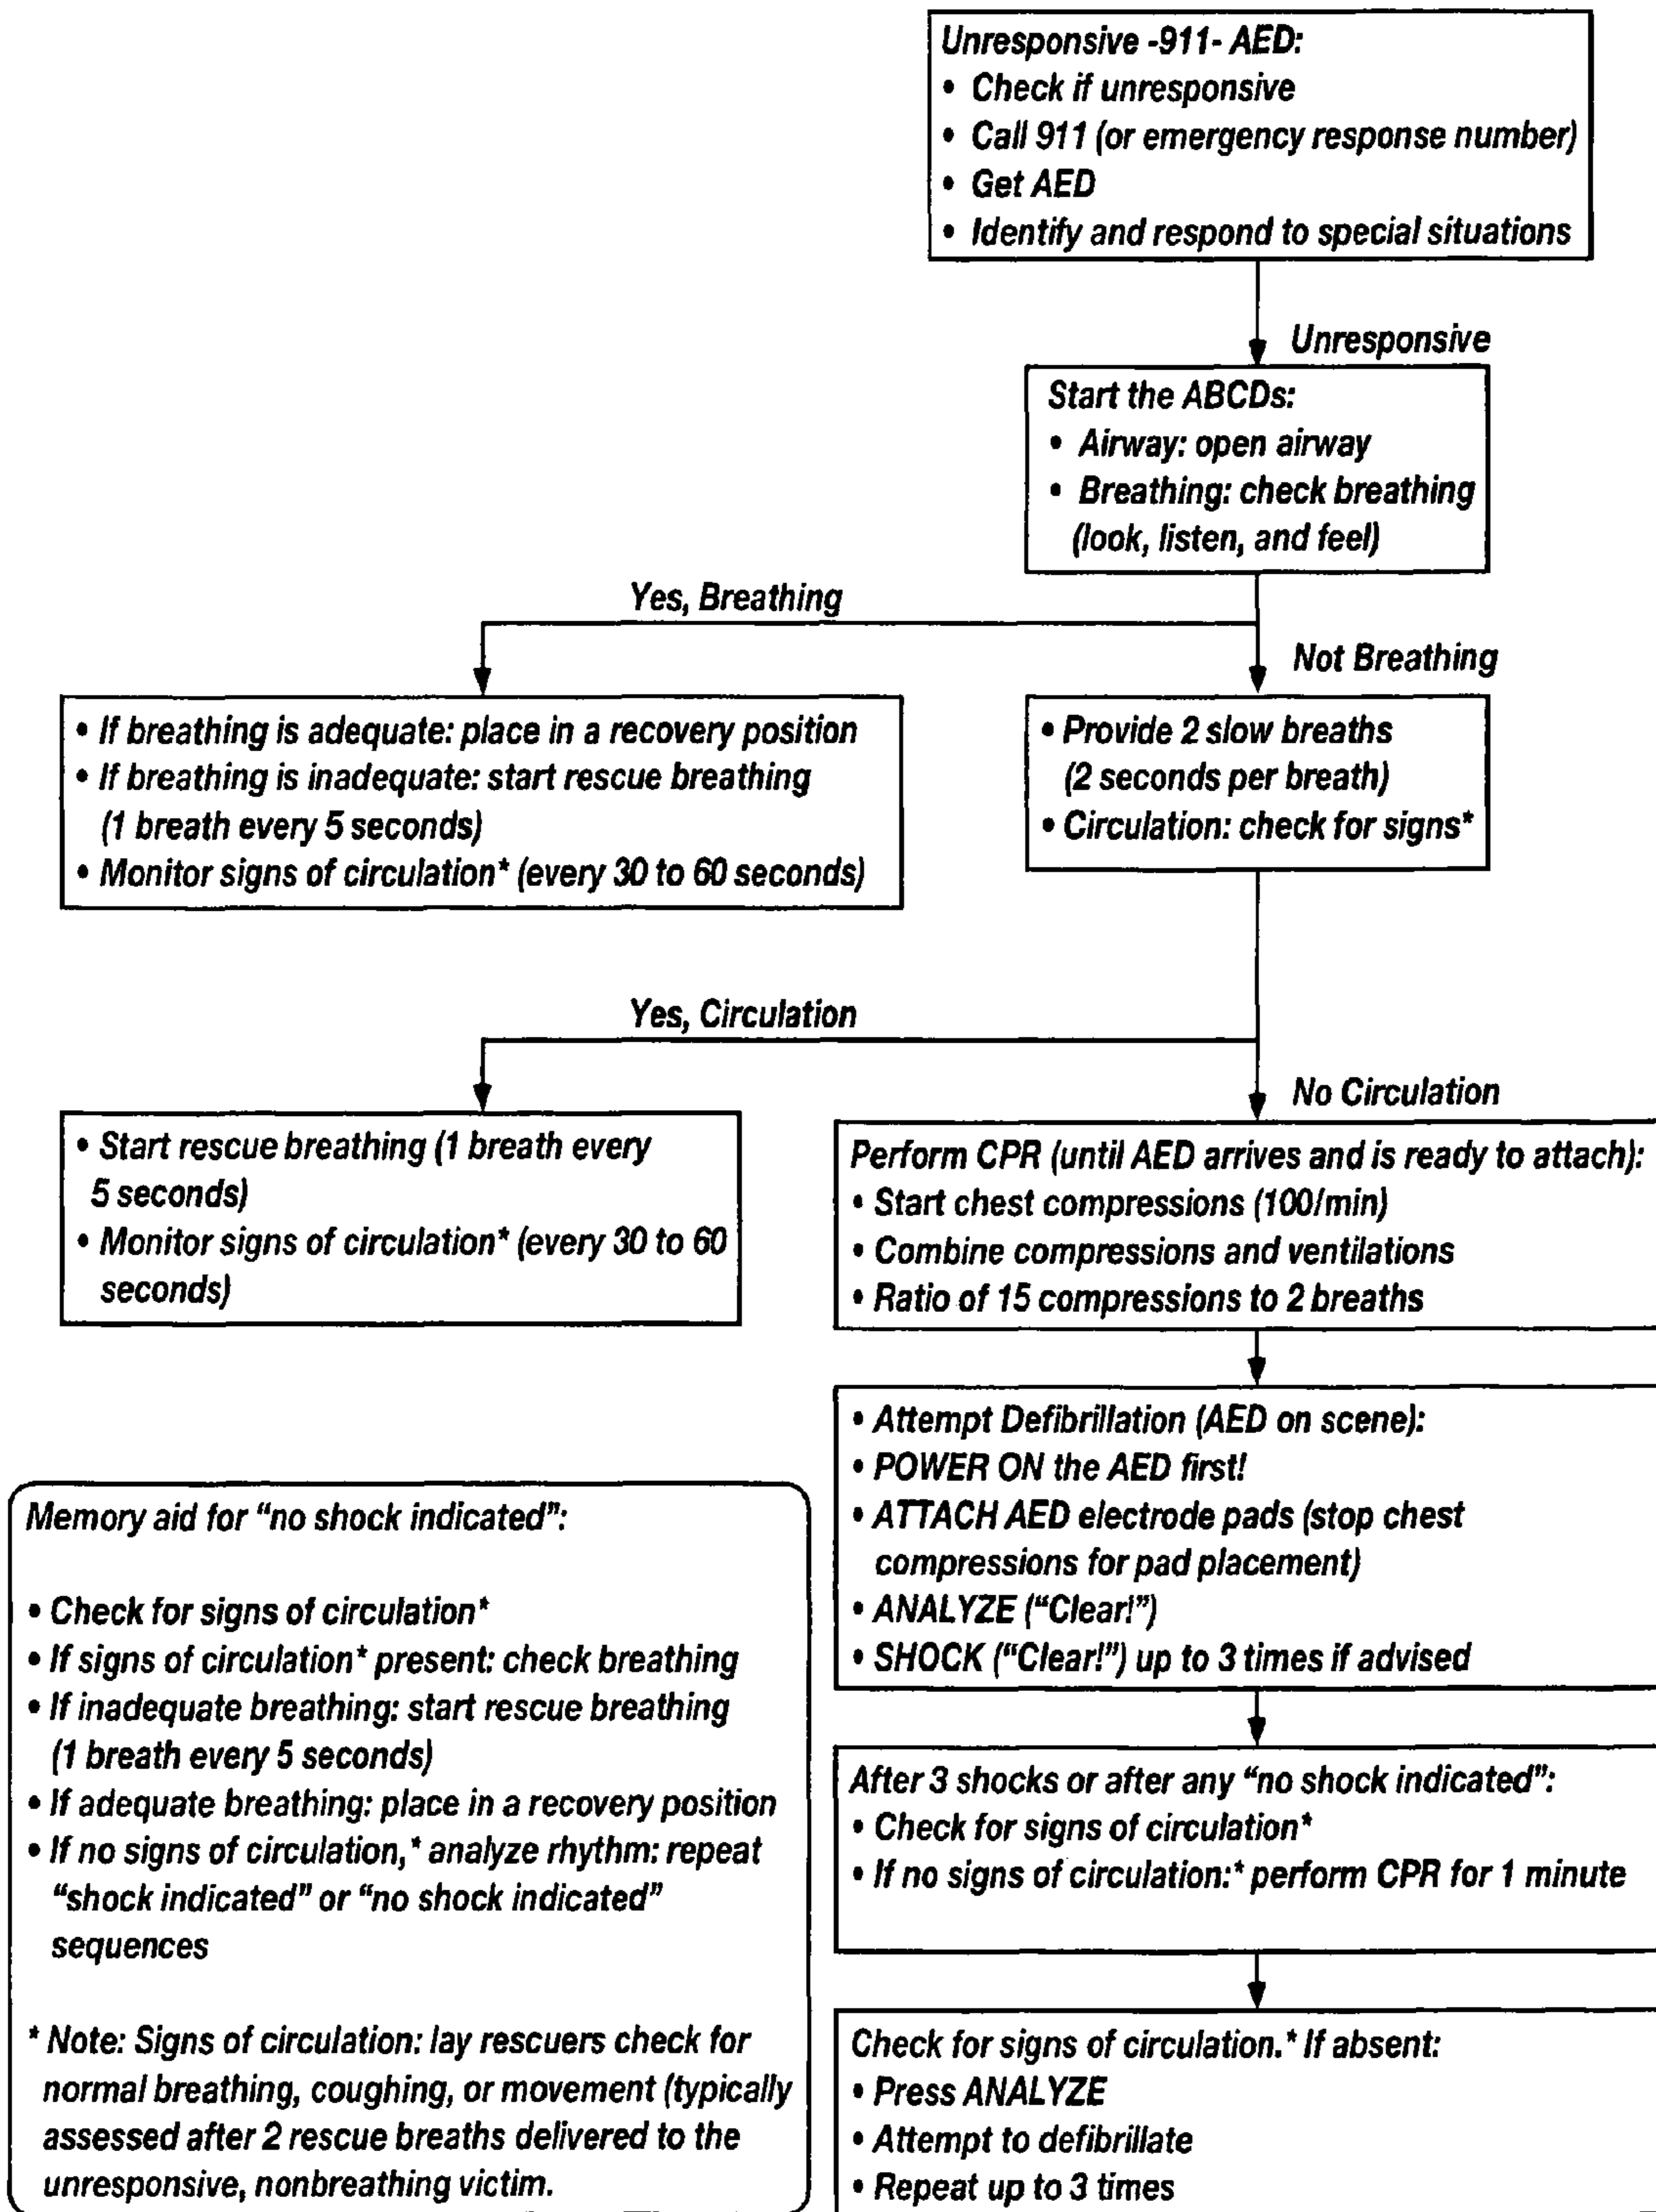 Unresponsive -911- AED:
• Check if unresponsive
• Call 911 (or emergency response number)
• Get AED
• Identify and respond to special situations
Unresponsive
Start the ABCDs:
• Airway: open airway
• Breathing: check breathing
(look, listen, and feel)
Yes, Breathing
Not Breathing
• If breathing is adequate: place in a recovery position
• If breathing is inadequate: start rescue breathing
(1 breath every 5 seconds)
• Monitor signs of circulation* (every 30 to 60 seconds)
• Provide 2 slow breaths
(2 seconds per breath)
• Circulation: check for signs*
Yes, Circulation
No Circulation
• Start rescue breathing (1 breath every
5 seconds)
• Monitor signs of circulation* (every 30 to 60
seconds)
Perform CPR (until AED arrives and is ready to attach):
• Start chest compressions (100/min)
• Combine compressions and ventilations
• Ratio of 15 compressions to 2 breaths
• Attempt Defibrillation (AED on scene):
• POWER ON the AED first!
• ATTACH AED electrode pads (stop chest
compressions for pad placement)
• ANALYZE (“Clear!”)
• SHOCK (“Clear!”) up to 3 times if advised
After 3 shocks or after any “no shock indicated”:
• Check for signs of circulation*
• If no signs of circulation:* perform CPR for 1 minute
Check for signs of circulation.* If absent:
• Press ANALYZE
• Attempt to defibrillate
• Repeat up to 3 times
Memory aid for “no shock indicated”:
• Check for signs of circulation*
• If signs of circulation* present: check breathing
• If inadequate breathing: start rescue breathing
(1 breath every 5 seconds)
• If adequate breathing: place in a recovery position
• If no signs of circulation,* analyze rhythm: repeat
“shock indicated” or “no shock indicated”
sequences
* Note: Signs of circulation: lay rescuers check for
normal breathing, coughing, or movement (typically
assessed after 2 rescue breaths delivered to the
unresponsive, nonbreathing victim.